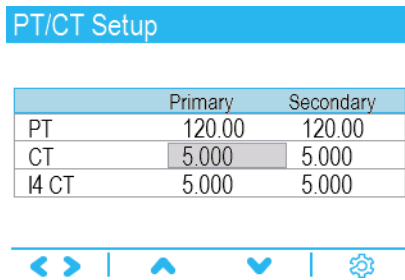 PT/CT Setup
Primary Secondary
PT 120.00 120.00
CT 5.000 5.000
I4 CT 5.000 5.000